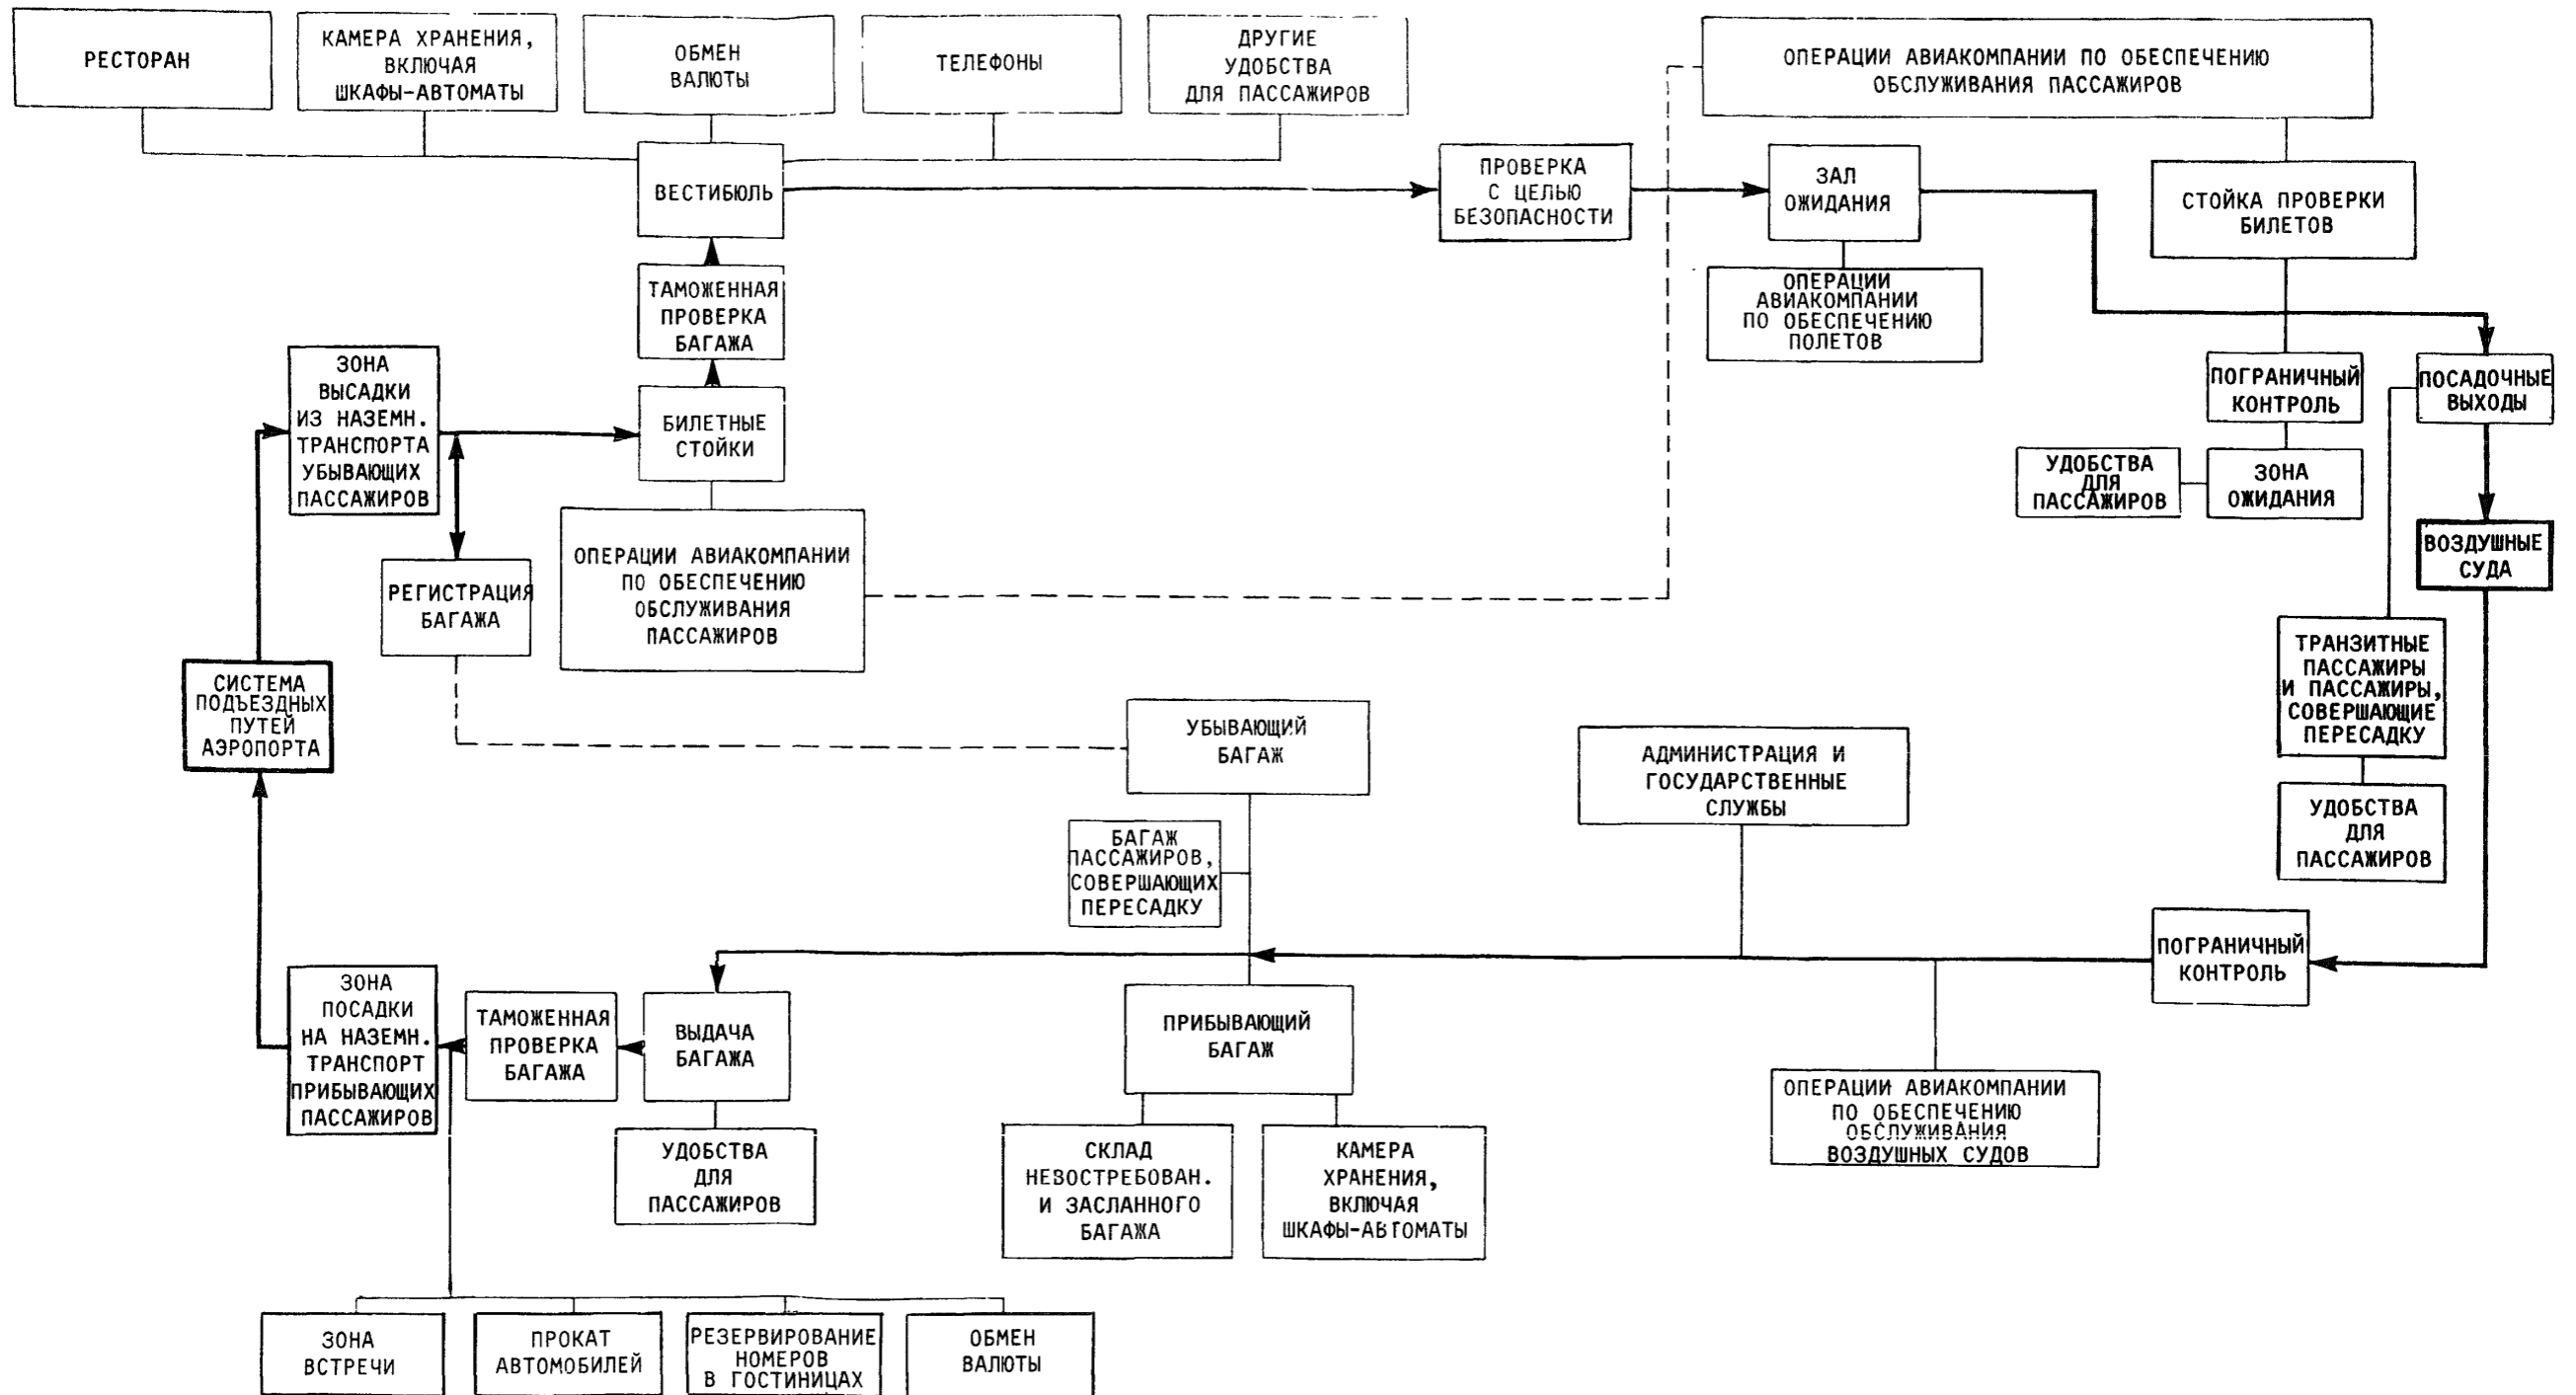 РЕСТОРАН
КАМЕРА ХРАНЕНИЯ,
ВКЛЮЧАЯ
ШКАФЫ-АВТОМАТЫ
ОБМЕН
ВАЛЮТЫ
ТЕЛЕФОНЫ
ДРУГИЕ
УДОБСТВА
ДЛЯ ПАССАЖИРОВ
ОПЕРАЦИИ АВИАКОМПАНИИ ПО ОБЕСПЕЧЕНИЮ
ОБСЛУЖИВАНИЯ ПАССАЖИРОВ
ВЕСТИБЮЛЬ
ПРОВЕРКА
С ЦЕЛЬЮ
БЕЗОПАСНОСТИ
ЗАЛ
ОЖИДАНИЯ
СТОЙКА ПРОВЕРКИ
БИЛЕТОВ
ТАМОЖЕННАЯ
ПРОВЕРКА
БАГАЖА
ОПЕРАЦИИ
АВИАКОМПАНИИ
ПО ОБЕСПЕЧЕНИЮ
ПОЛЕТОВ
ЗОНА
ВЫСАДКИ
ИЗ НАЗЕМН.
ТРАНСПОРТА
УБЫВАЮЩИХ
ПАССАЖИРОВ
БИЛЕТНЫЕ
СТОЙКИ
ПОГРАНИЧНЫЙ
КОНТРОЛЬ
ПОСАДОЧНЫЕ
ВЫХОДЫ
УДОБСТВА
ДЛЯ
ПАССАЖИРОВ
ЗОНА
ОЖИДАНИЯ
ВОЗДУШНЫЕ
СУДА
РЕГИСТРАЦИЯ
БАГАЖА
ОПЕРАЦИИ АВИАКОМПАНИИ
ПО ОБЕСПЕЧЕНИЮ
ОБСЛУЖИВАНИЯ
ПАССАЖИРОВ
СИСТЕМА
ПОДЪЕЗДНЫХ
ПУТЕЙ
АЭРОПОРТА
ТРАНЗИТНЫЕ
ПАССАЖИРЫ
И ПАССАЖИРЫ,
СОВЕРШАЮЩИЕ
ПЕРЕСАДКУ
УБЫВАЮЩИЙ
БАГАЖ
АДМИНИСТРАЦИЯ И
ГОСУДАРСТВЕННЫЕ
СЛУЖБЫ
УДОБСТВА
ДЛЯ
ПАССАЖИРОВ
БАГАЖ
ПАССАЖИРОВ,
СОВЕРШАЮЩИХ
ПЕРЕСАДКУ
ПОГРАНИЧНЫЙ
КОНТРОЛЬ
ЗОНА
ПОСАДКИ
НА НАЗЕМН.
ТРАНСПОРТ
ПРИБЫВАЮЩИХ
ПАССАЖИРОВ
ТАМОЖЕННАЯ
ПРОВЕРКА
БАГАЖА
ВЫДАЧА
БАГАЖА
ПРИБЫВАЮЩИЙ
БАГАЖ
ОПЕРАЦИИ АВИАКОМПАНИИ
ПО ОБЕСПЕЧЕНИЮ
ОБСЛУЖИВАНИЯ
ВОЗДУШНЫХ СУДОВ
УДОБСТВА
ДЛЯ
ПАССАЖИРОВ
СКЛАД
НЕВОСТРЕБОВАН.
И ЗАСЛАННОГО
БАГАЖА
КАМЕРА
ХРАНЕНИЯ,
ВКЛЮЧАЯ
ШКАФЫ-АВТОМАТЫ
ЗОНА
ВСТРЕЧИ
ПРОКАТ
АВТОМОБИЛЕЙ
РЕЗЕРВИРОВАНИЕ
НОМЕРОВ
В ГОСТИНИЦАХ
ОБМЕН
ВАЛЮТЫ